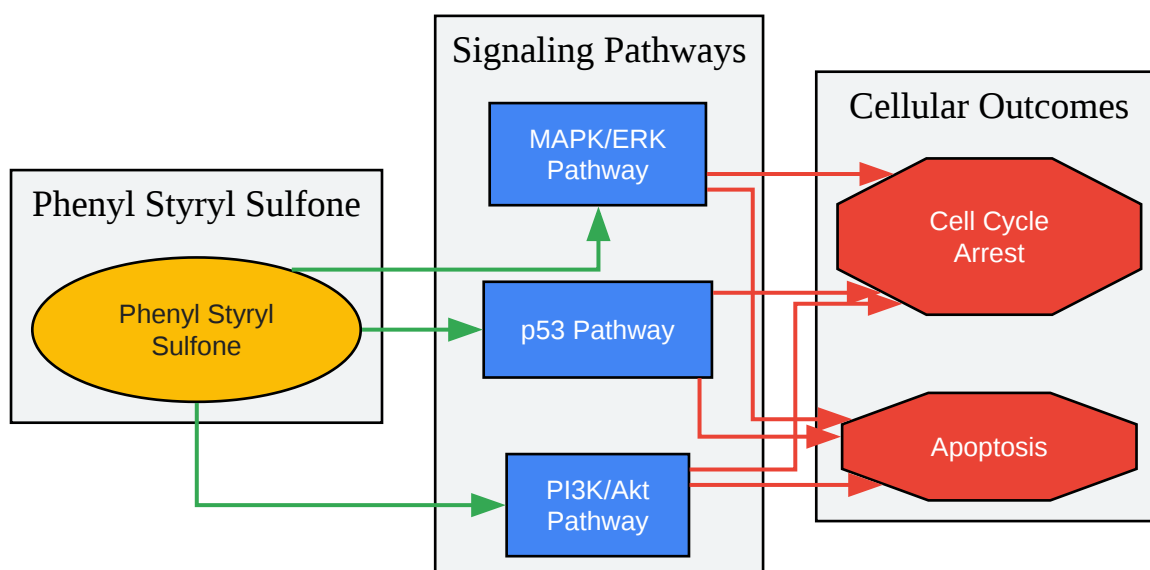 Phenyl Styryl Sulfone
Phenyl Styryl
Sulfone
Signaling Pathways
MAPK/ERK
Pathway
p53 Pathway
PI3K/Akt
Pathway
Cellular Outcomes
Cell Cycle
Arrest
Apoptosis